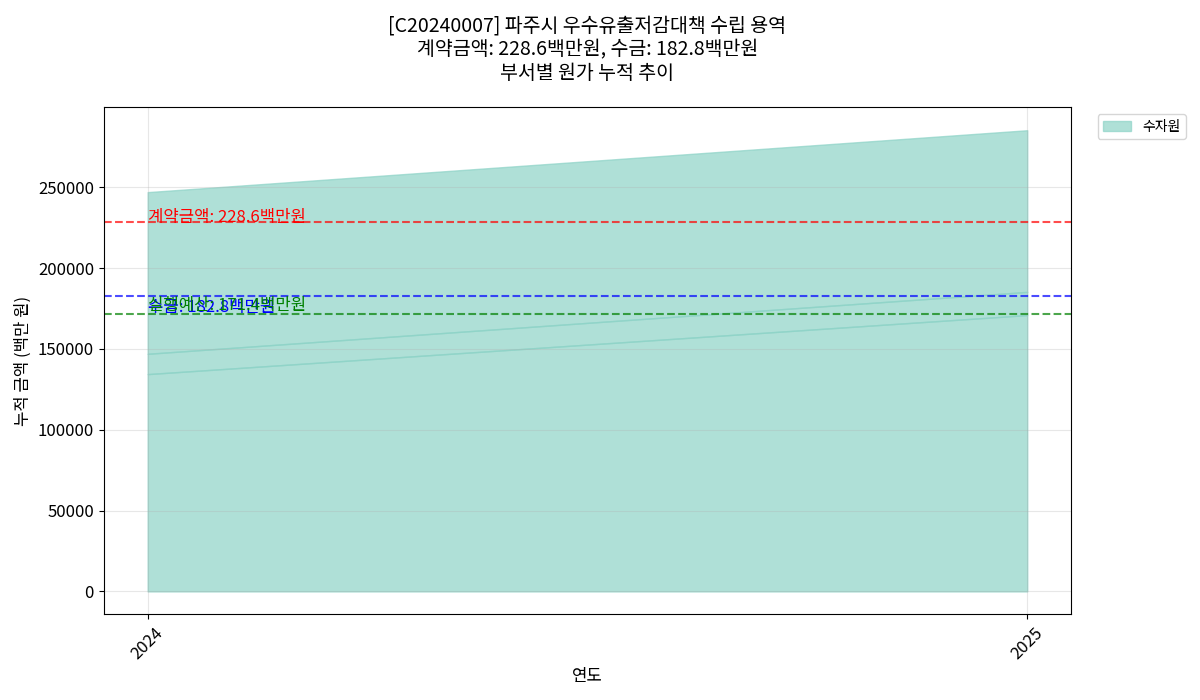 [C20240007] 파주시 우수유출저감대책 수립 용역
계약금액: 228.6백만원, 수금: 182.8백만원
부서별 원가 누적 추이
수자원
누적 금액 (백만 원)
250000
200000
150000
100000
50000
0
계약금액: 228.6백만원
수금: 182.8백만원
2024
2025
연도